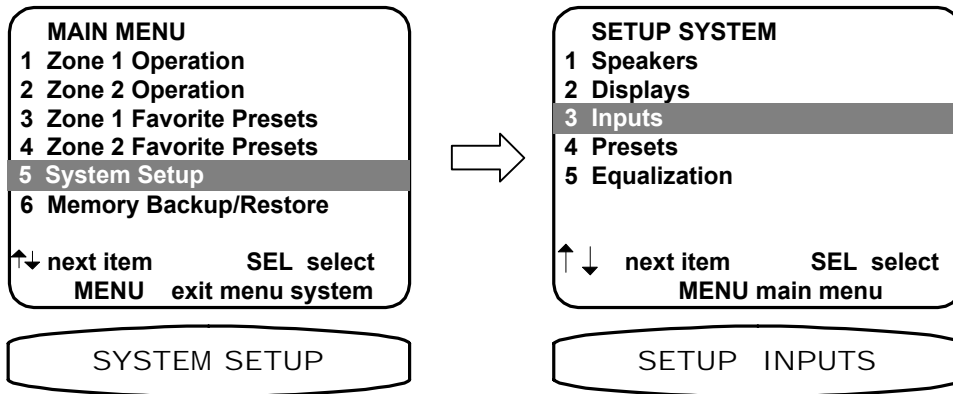 MAIN MENU
1 Zone 1 Operation
2 Zone 2 Operation
3 Zone 1 Favorite Presets
4 Zone 2 Favorite Presets
5 System Setup
6 Memory Backup/Restore
↑↓ next item SEL select
MENU exit menu system
SYSTEM SETUP
SETUP SYSTEM
1 Speakers
2 Displays
3 Inputs
4 Presets
5 Equalization
↑ ↓ next item SEL select
MENU main menu
SETUP INPUTS